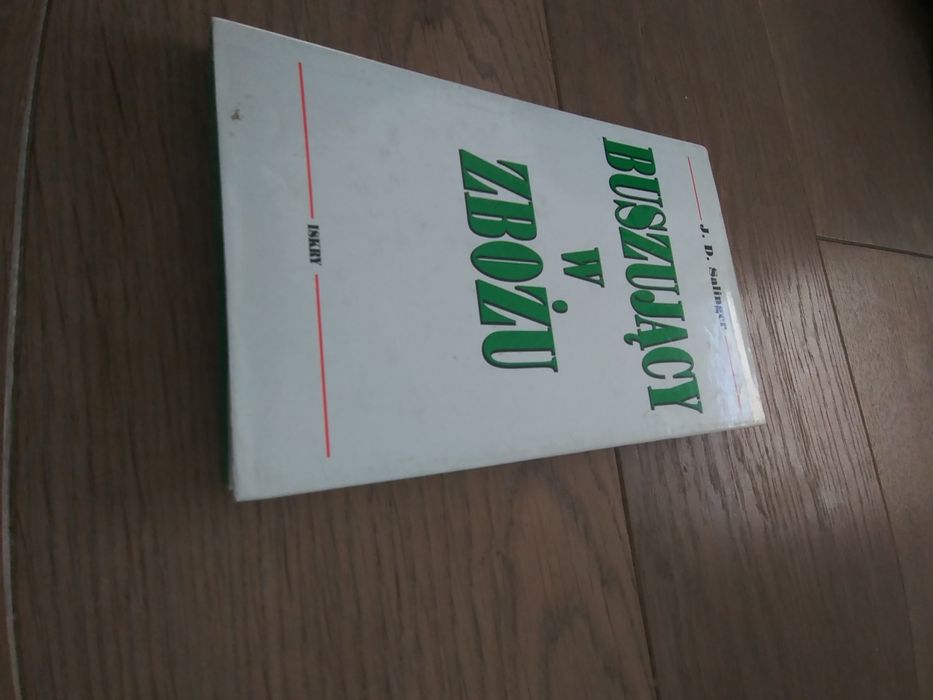 J. D. Salinger
BUSZUJĄCY
W
ZBOŻU
ISKRY